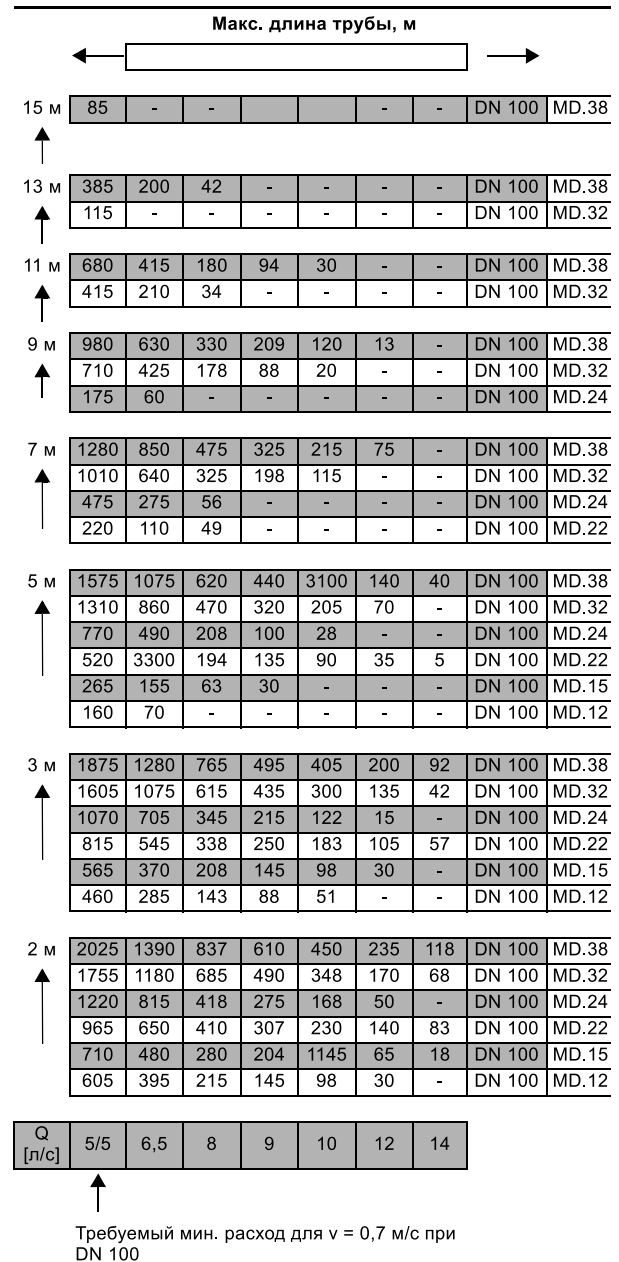 Макс. длина трубы, м
15 м 85 - - - - DN 100 MD.38
13 м 385 200 42 - - - - DN 100 MD.38
115 - - - - - - DN 100 MD.32
11 м 680 415 180 94 30 - - DN 100 MD.38
415 210 34 - - - - DN 100 MD.32
9 м 980 630 330 209 120 13 - DN 100 MD.38
710 425 178 88 20 - - DN 100 MD.32
175 60 - - - - - DN 100 MD.24
7 м 1280 850 475 325 215 75 - DN 100 MD.38
1010 640 325 198 115 - - DN 100 MD.32
475 275 56 - - - - DN 100 MD.24
220 110 49 - - - - DN 100 MD.22
5 м 1575 1075 620 440 3100 140 40 DN 100 MD.38
1310 860 470 320 205 70 - DN 100 MD.32
770 490 208 100 28 - - DN 100 MD.24
520 3300 194 135 90 35 5 DN 100 MD.22
265 155 63 30 - - - DN 100 MD.15
160 70 - - - - - DN 100 MD.12
3 м 1875 1280 765 495 405 200 92 DN 100 MD.38
1605 1075 615 435 300 135 42 DN 100 MD.32
1070 705 345 215 122 15 - DN 100 MD.24
815 545 338 250 183 105 57 DN 100 MD.22
565 370 208 145 98 30 - DN 100 MD.15
460 285 143 88 51 - - DN 100 MD.12
2 м 2025 1390 837 610 450 235 118 DN 100 MD.38
1755 1180 685 490 348 170 68 DN 100 MD.32
1220 815 418 275 168 50 - DN 100 MD.24
965 650 410 307 230 140 83 DN 100 MD.22
710 480 280 204 1145 65 18 DN 100 MD.15
605 395 215 145 98 30 - DN 100 MD.12
Q [л/с] 5/5 6,5 8 9 10 12 14
Требуемый мин. расход для v = 0,7 м/с при
DN 100